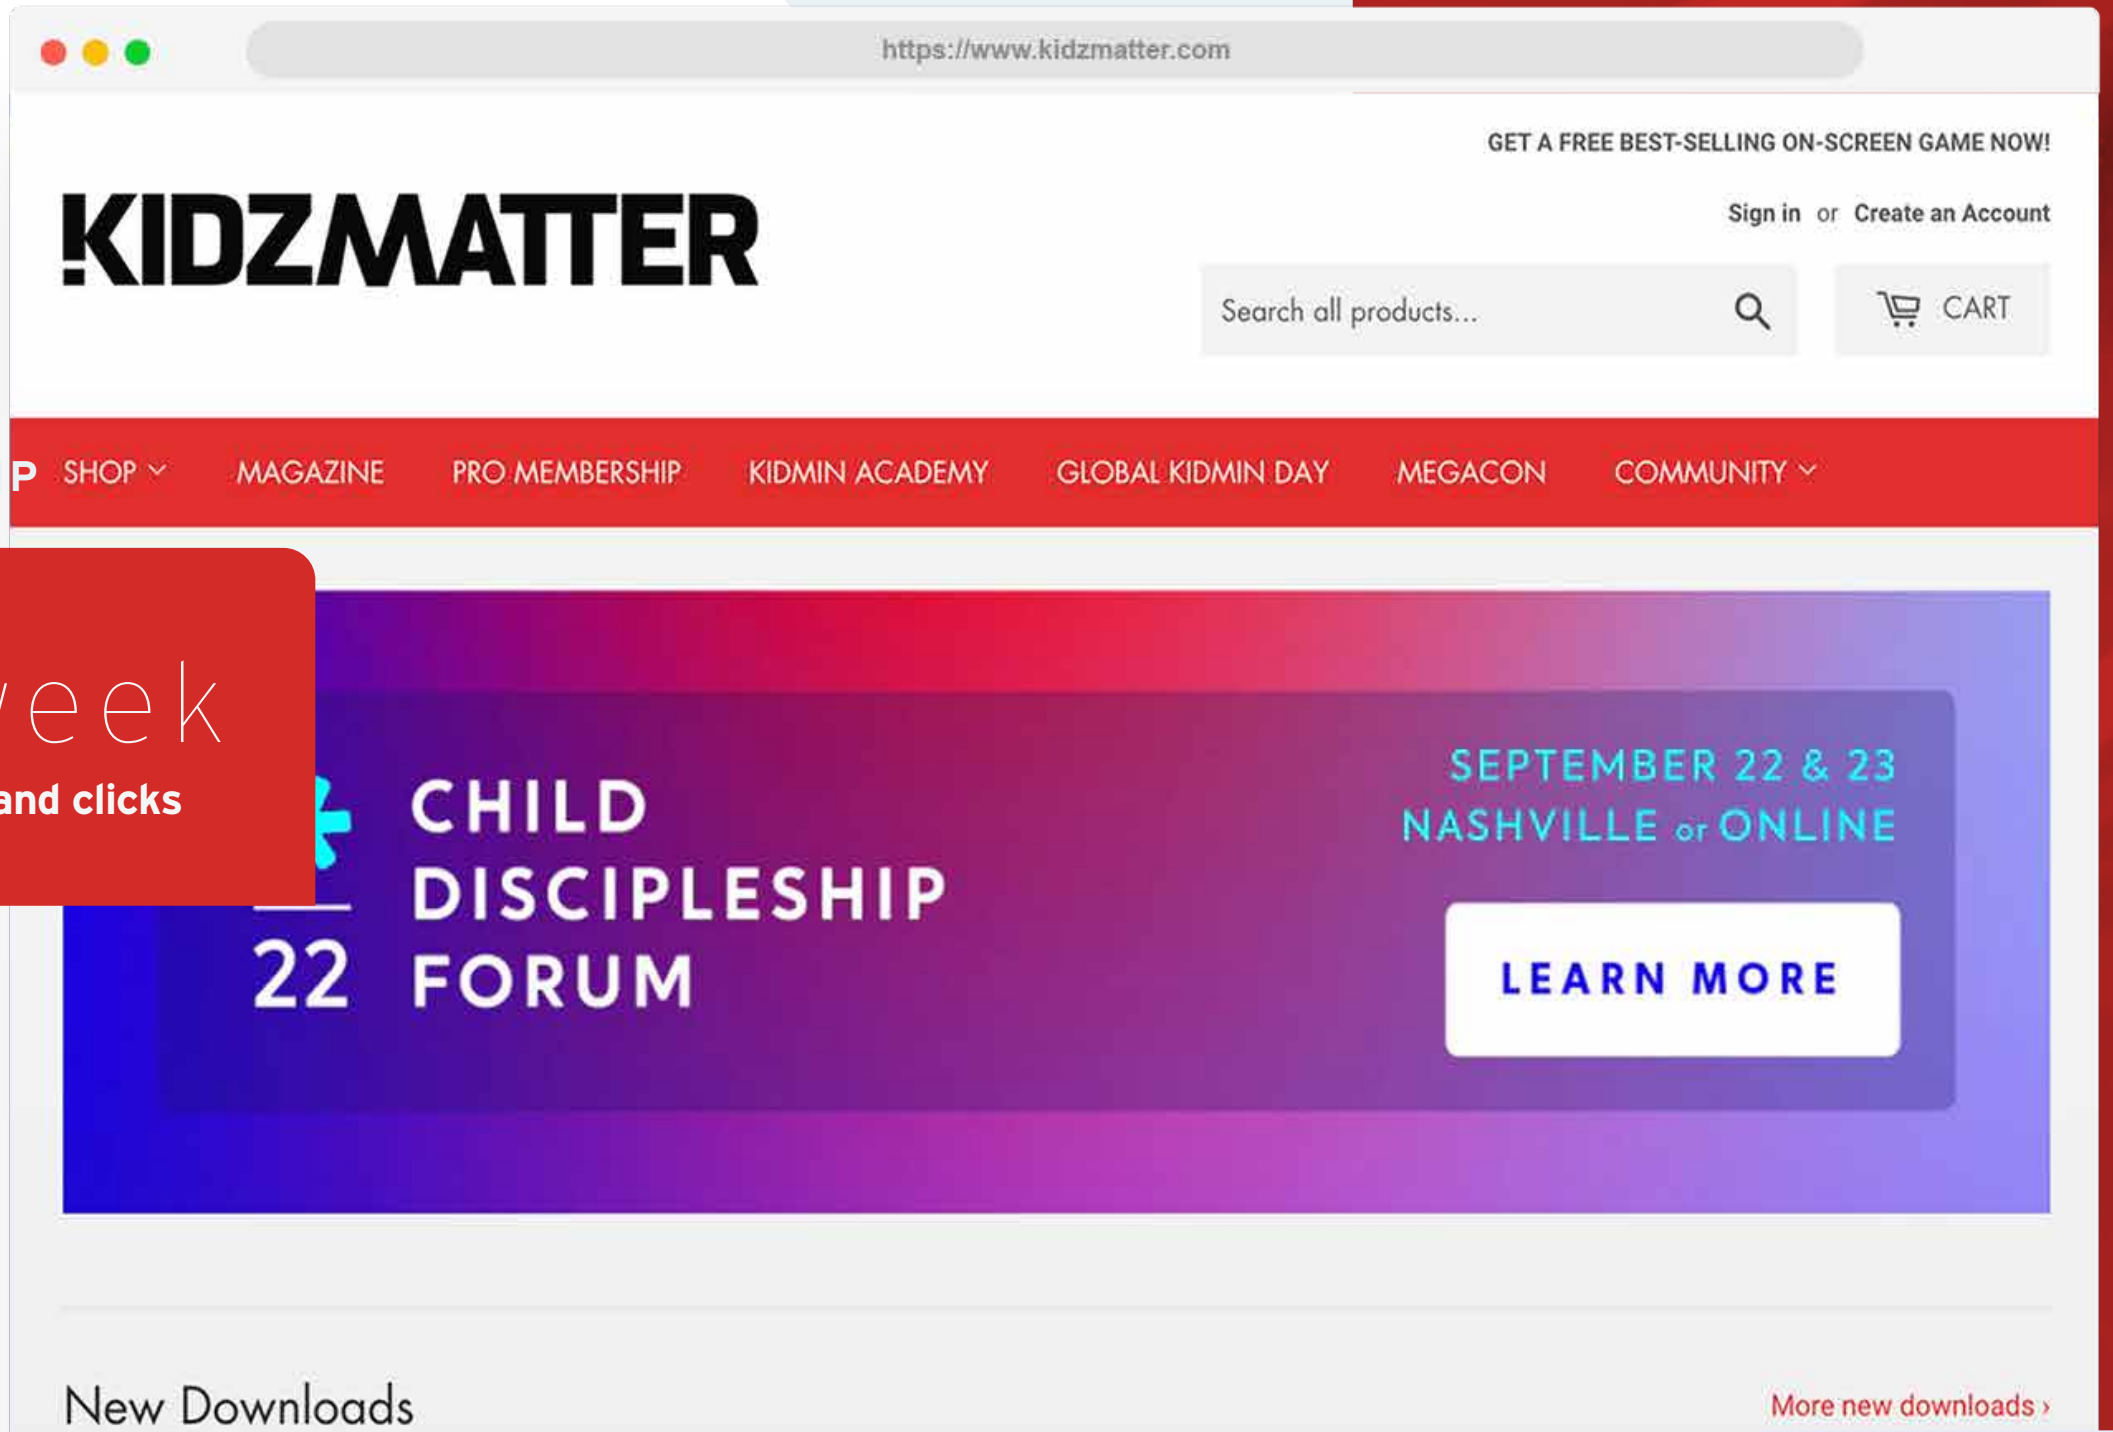 https://www.kidzmatter.com
GET A FREE BEST-SELLING ON-SCREEN GAME NOW!
KIDZMATTER
Sign in or Create an Account
Search all products...
CART
P SHOP MAGAZINE PRO MEMBERSHIP KIDMIN ACADEMY GLOBAL KIDMIN DAY MEGACON COMMUNITY
and clicks
22
CHILD
DISCIPLESHIP
FORUM
SEPTEMBER 22 & 23
NASHVILLE or ONLINE
LEARN MORE
New Downloads
More new downloads ›